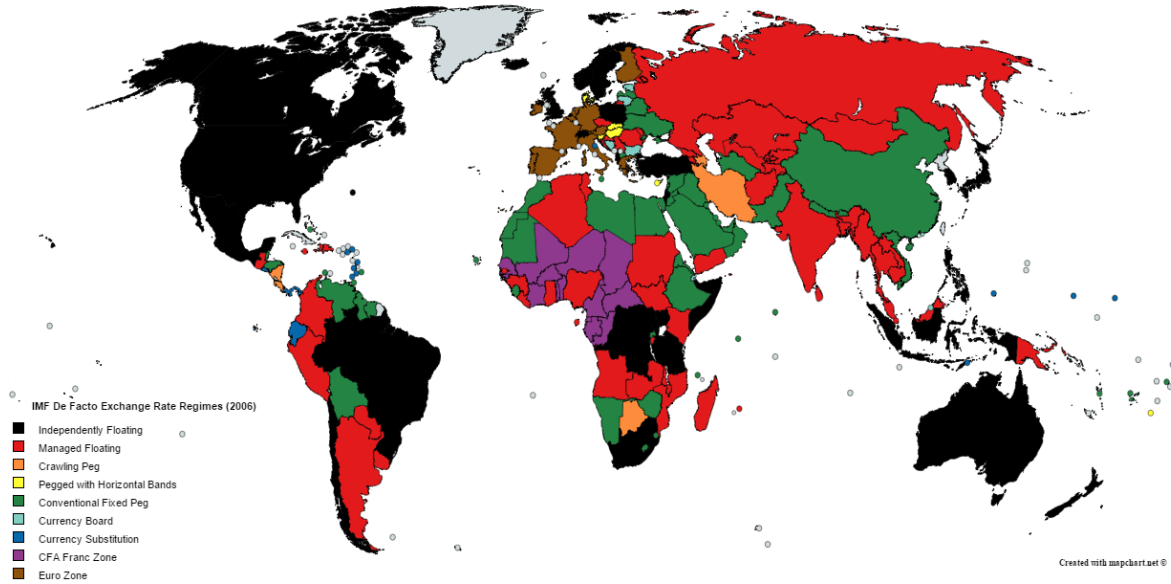 IMF De Facto Exchange Rate Regimes (2006)
Independently Floating
Managed Floating
Crawling Peg
Pegged with Horizontal Bands
Conventional Fixed Peg
Currency Board
Currency Substitution
CFA Franc Zone
Euro Zone
Created with mapchart.net ©